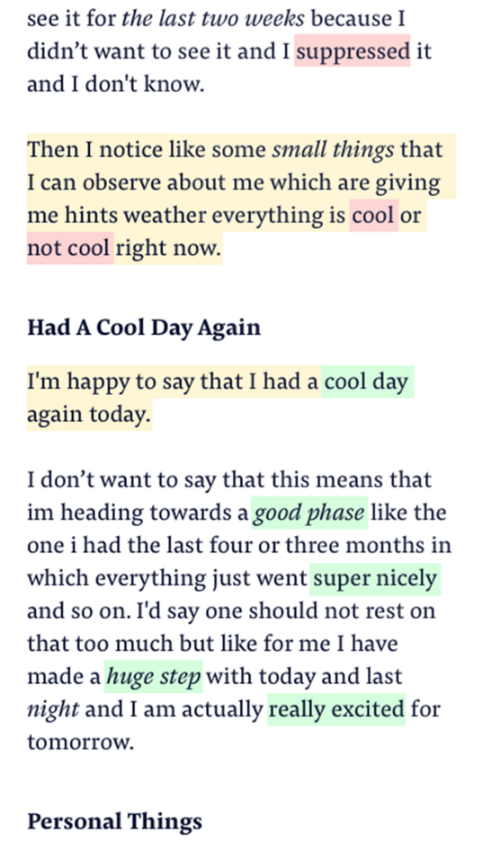 see it for the last two weeks because I
didn’t want to see it and I suppressed it
and I don't know.
Then I notice like some small things that
I can observe about me which are giving
me hints weather everything is cool or
not cool right now.
Had A Cool Day Again
I'm happy to say that I had a cool day
again today.
I don’t want to say that this means that
im heading towards a good phase like the
one i had the last four or three months in
which everything just went super nicely
and so on. I'd say one should not rest on
that too much but like for me I have
made a huge step with today and last
night and I am actually really excited for
tomorrow.
Personal Things